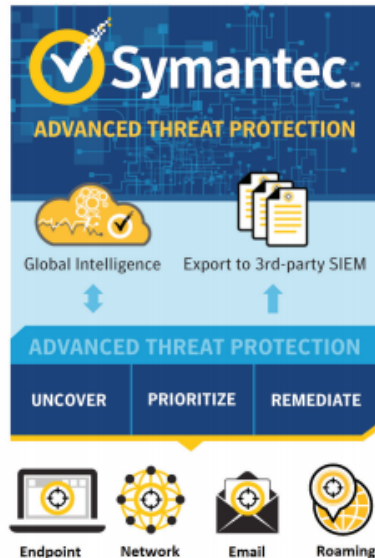 Symantec™
ADVANCED THREAT PROTECTION
Global Intelligence Export to 3rd-party SIEM
ADVANCED THREAT PROTECTION
UNCOVER PRIORITIZE REMEDIATE
Endpoint Network Email Roaming